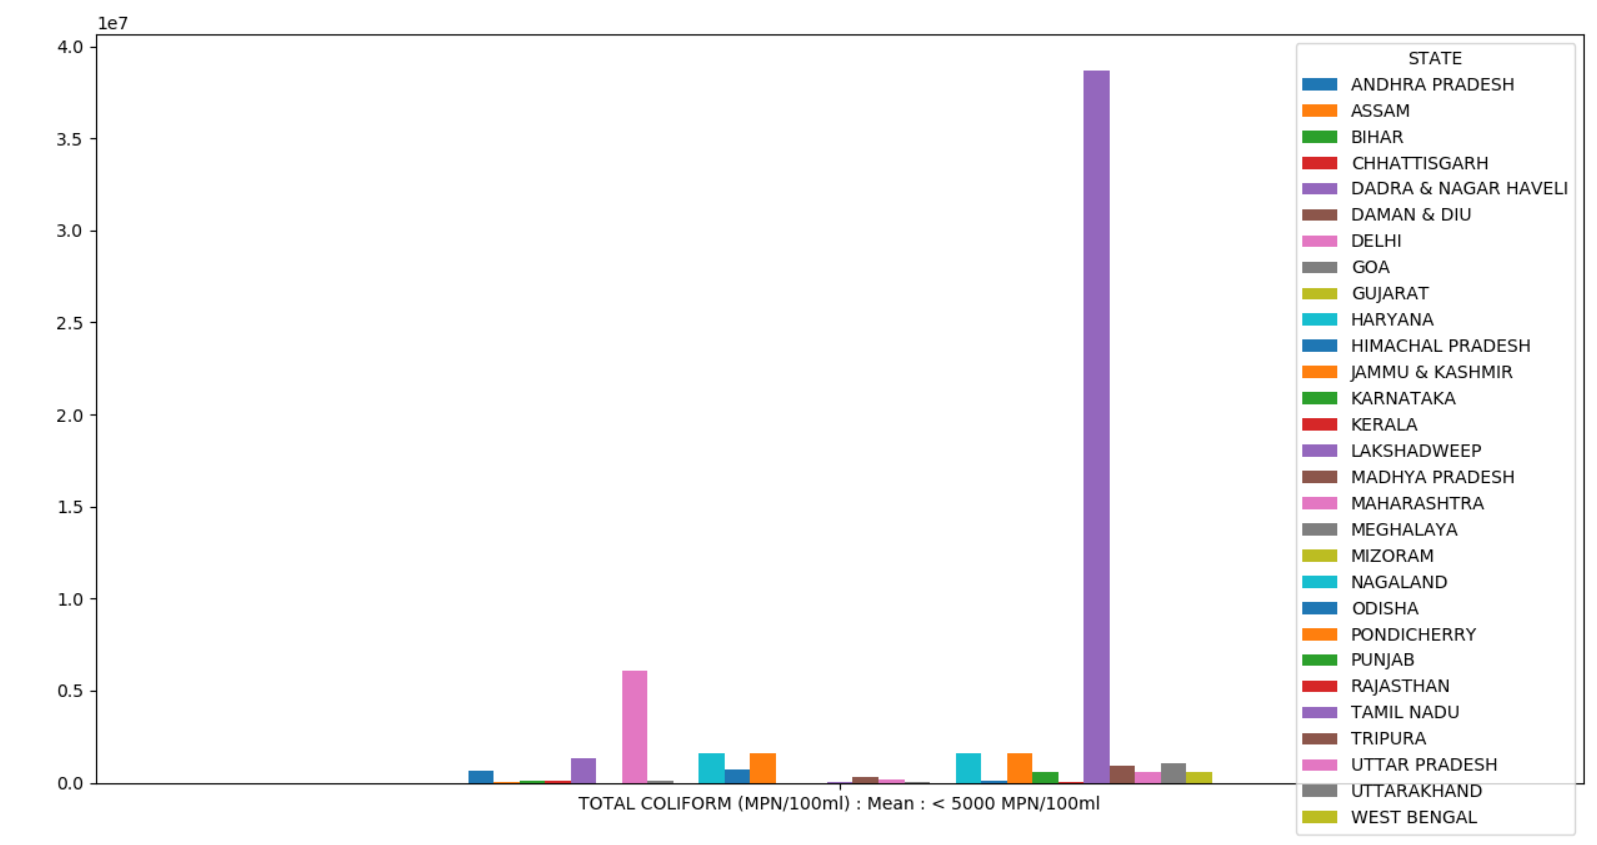 1e7
4.0
3.5
3.0
2.5
2.0
1.5
1.0
0.5
0.0
TOTAL COLIFORM (MPN/100ml) : Mean : < 5000 MPN/100ml
STATE
ANDHRA PRADESH
ASSAM
BIHAR
CHHATTISGARH
DADRA & NAGAR HAVELI
DAMAN & DIU
DELHI
GOA
GUJARAT
HARYANA
HIMACHAL PRADESH
JAMMU & KASHMIR
KARNATAKA
KERALA
LAKSHADWEEP
MADHYA PRADESH
MAHARASHTRA
MEGHALAYA
MIZORAM
NAGALAND
ODISHA
PONDICHERRY
PUNJAB
RAJASTHAN
TAMIL NADU
TRIPURA
UTTAR PRADESH
UTTARAKHAND
WEST BENGAL